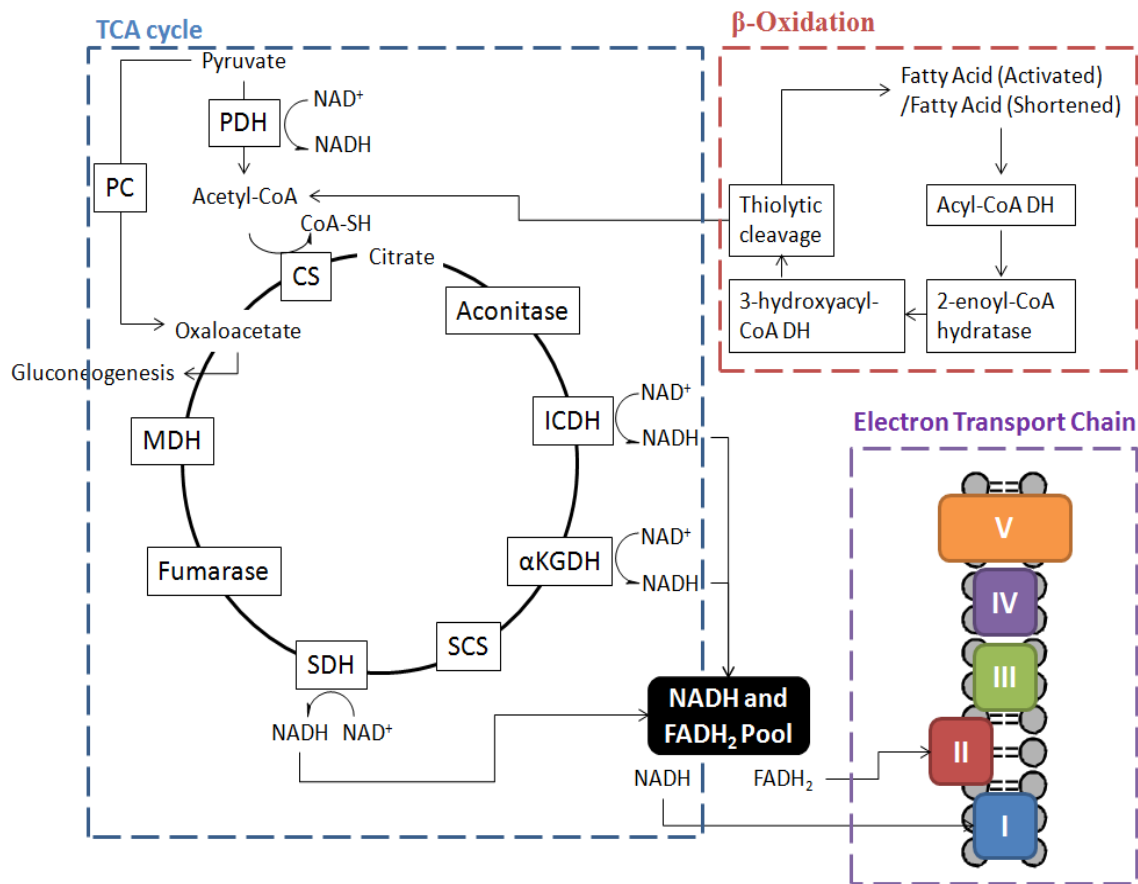 TCA cycle
Pyruvate
NAD⁺
PDH
NADH
PC
Acetyl-CoA
CoA-SH
CS
Citrate
Aconitase
Oxaloacetate
Gluconeogenesis
MDH
ICDH
NAD⁺
NADH
Fumarase
αKGDH
NAD⁺
NADH
SCS
SDH
NADH
NAD⁺
NADH and
FADH₂ Pool
NADH
FADH₂
β-Oxidation
Fatty Acid (Activated)
/Fatty Acid (Shortened)
Acyl-CoA DH
Thiolytic
cleavage
3-hydroxyacyl-
CoA DH
2-enoyl-CoA
hydratase
Electron Transport Chain
V
IV
III
II
I